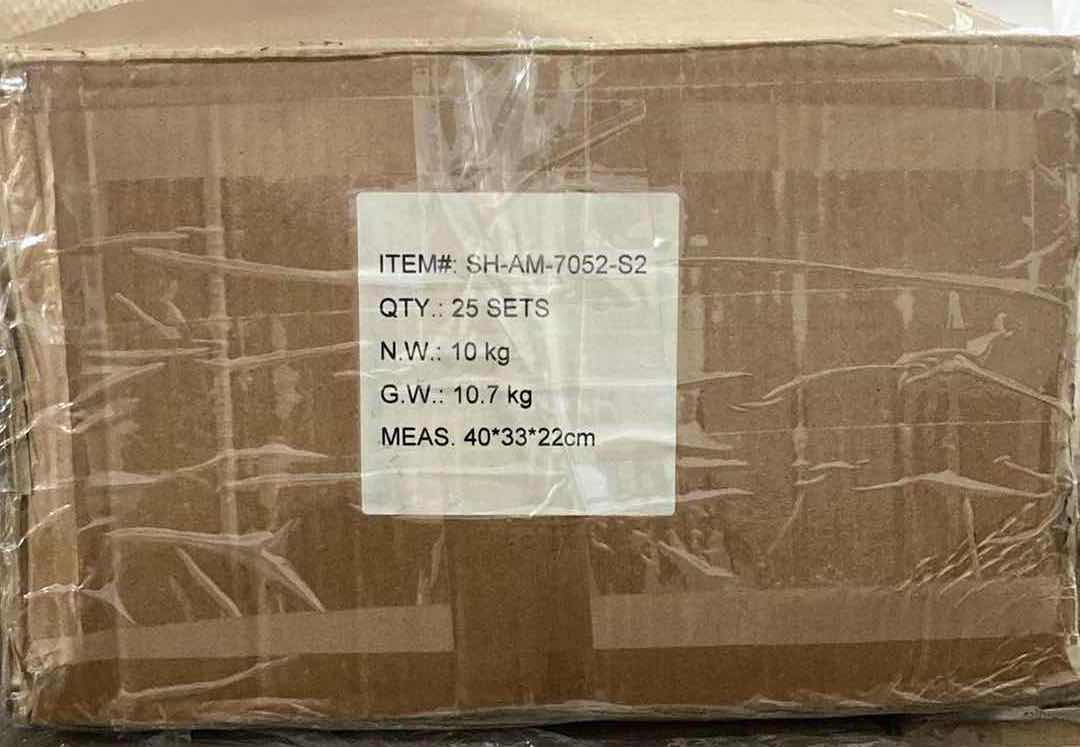 ITEM#: SH-AM-7052-S2
QTY.: 25 SETS
N.W.: 10 kg
G.W.: 10.7 kg
MEAS. 40*33*22cm